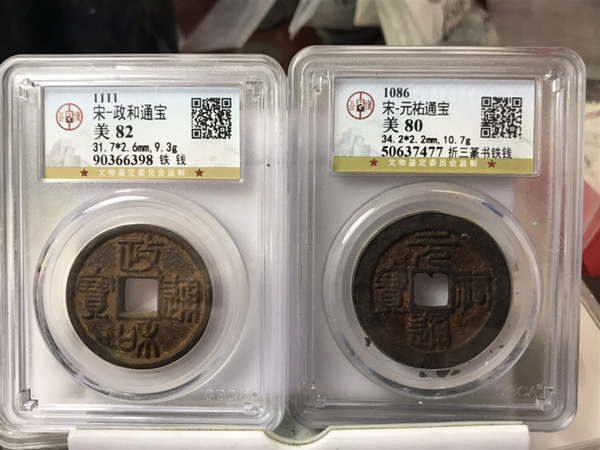 1111
宋-政和通宝
美 82
31.7*2.6mm,9.3g
90366398 铁 钱
★ 文物鉴定委员会监制 ★
政
寶 通
和
GBCA
1086
宋-元祐通宝
美 80
34.2*2.2mm,10.7g
50637477 折三篆书铁钱
★ 文物鉴定委员会监制 ★
元
寶 祐
通
GBCA